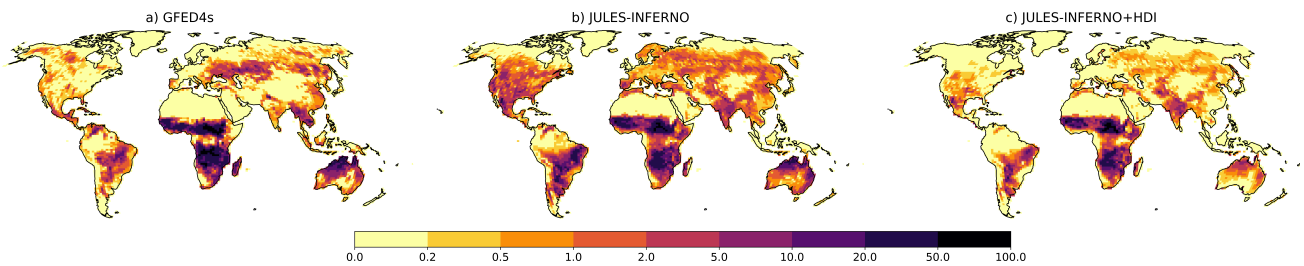 a) GFED4s
b) JULES-INFERNO
c) JULES-INFERNO+HDI
0.0 0.2 0.5 1.0 2.0 5.0 10.0 20.0 50.0 100.0